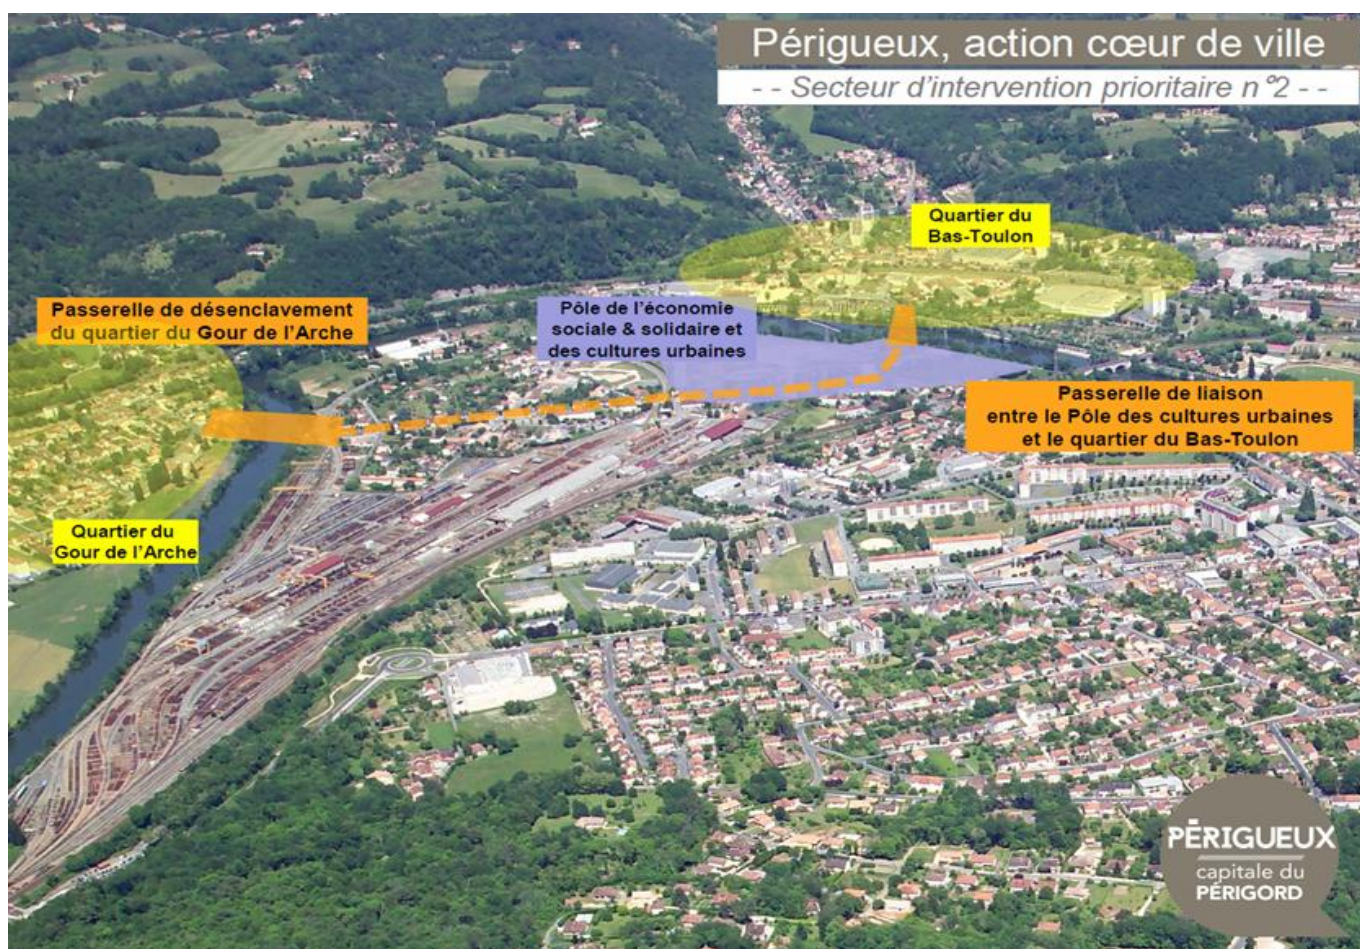 Périgueux, action cœur de ville
- - Secteur d'intervention prioritaire n°2 - -
Quartier du
Bas-Toulon
Passerelle de désenclavement
du quartier du Gour de l'Arche
Pôle de l'économie
sociale & solidaire et
des cultures urbaines
Passerelle de liaison
entre le Pôle des cultures urbaines
et le quartier du Bas-Toulon
Quartier du
Gour de l'Arche
PÉRIGUEUX
capitale du
PÉRIGORD